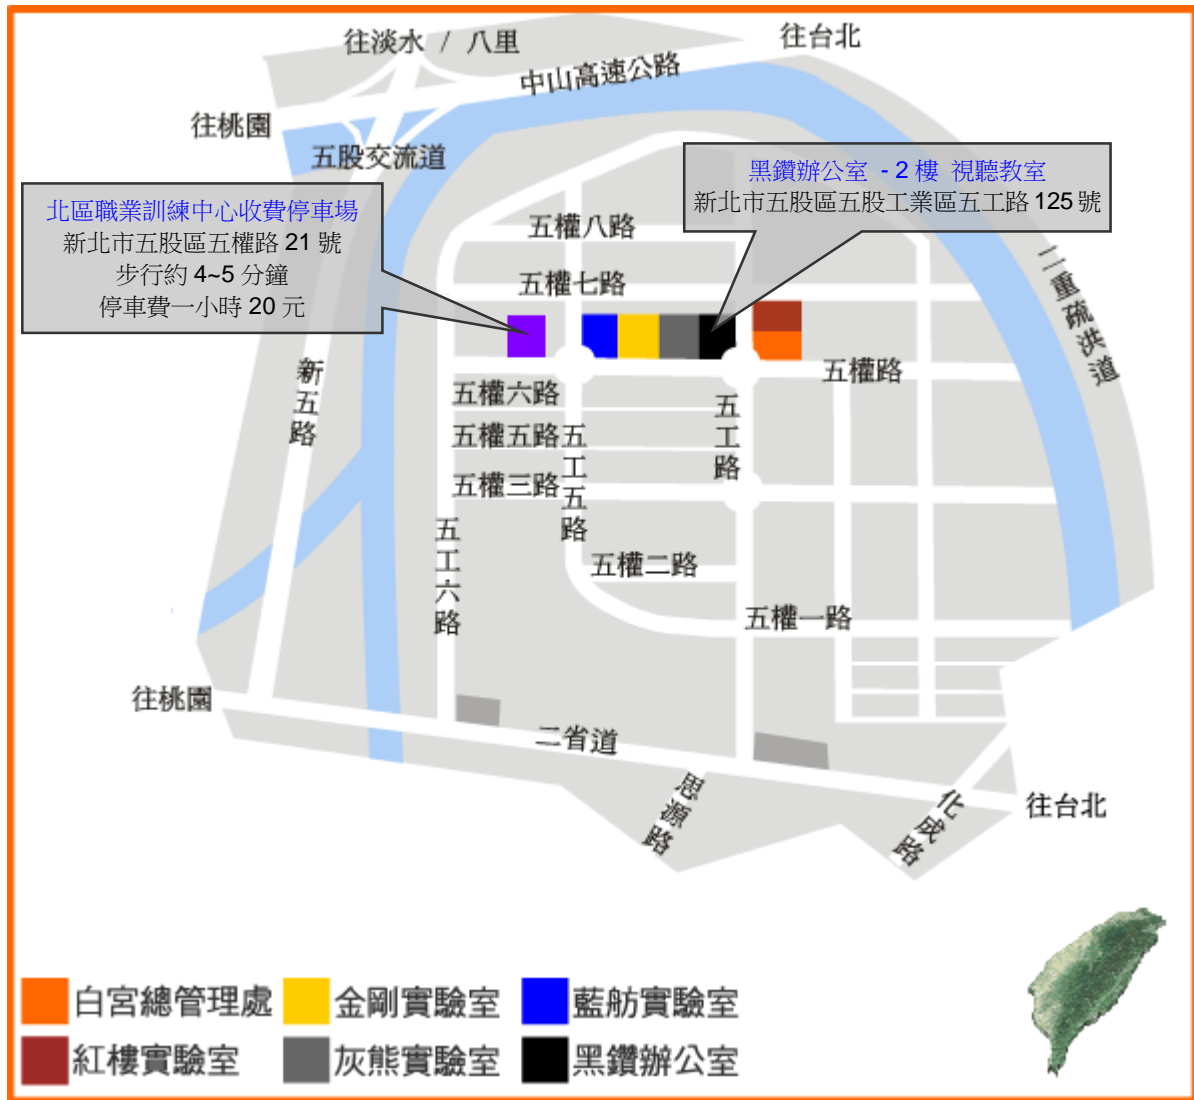 往淡水 / 八里
往台北
中山高速公路
往桃園
五股交流道
黑鑽辦公室 - 2 樓 視聽教室
新北市五股區五股工業區五工路 125 號
北區職業訓練中心收費停車場
新北市五股區五權路 21 號
步行約 4~5 分鐘
停車費一小時 20 元
五權八路
五權七路
二重疏洪道
新五路
五權路
五權六路
五工路
五權五路
五工五路
五權三路
五工六路
五權二路
五權一路
往桃園
二省道
思源路
化成路
往台北
白宮總管理處
金剛實驗室
藍舫實驗室
紅樓實驗室
灰熊實驗室
黑鑽辦公室